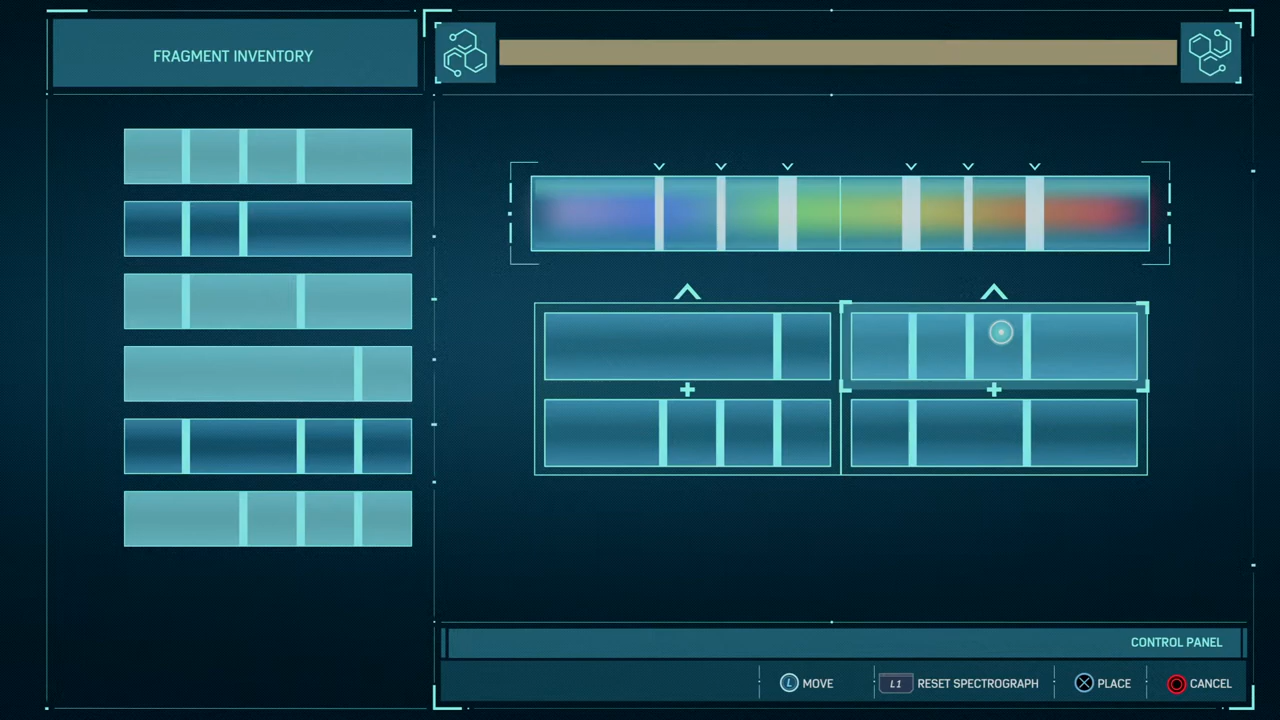 FRAGMENT INVENTORY
CONTROL PANEL
L MOVE
L1 RESET SPECTROGRAPH
PLACE
CANCEL